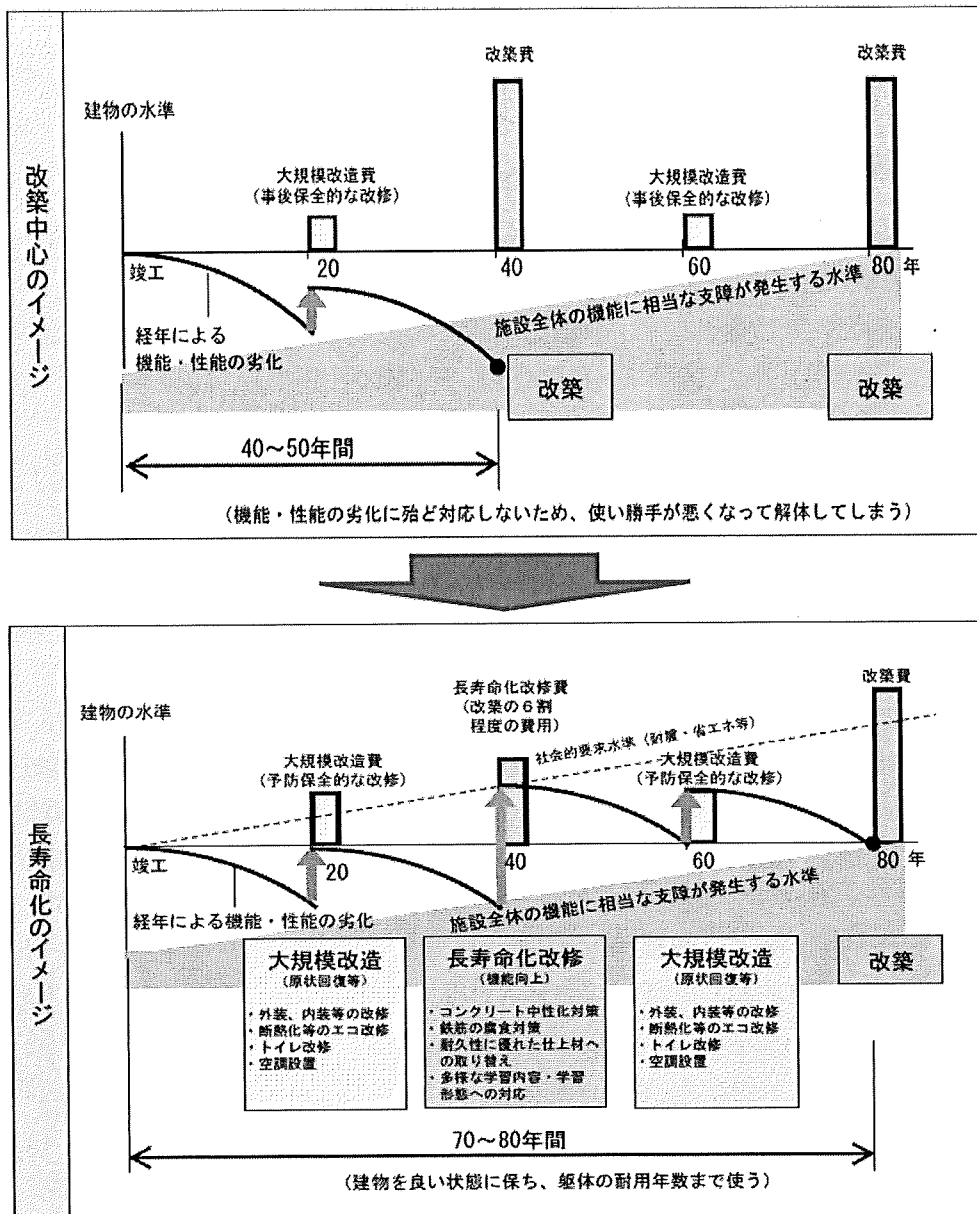 改築中心のイメージ
建物の水準
改築費
改築費
大規模改造費
(事後保全的な改修)
大規模改造費
(事後保全的な改修)
竣工
20
40
60
80 年
経年による
機能・性能の劣化
施設全体の機能に相当な支障が発生する水準
改築
改築
40～50年間
(機能・性能の劣化に殆ど対応しないため、使い勝手が悪くなって解体してしまう)
長寿命化のイメージ
建物の水準
長寿命化改修費
(改築の6割
程度の費用)
改築費
社会的要求水準(耐震・省エネ等)
大規模改造費
(予防保全的な改修)
大規模改造費
(予防保全的な改修)
竣工
20
40
60
80 年
経年による機能・性能の劣化
施設全体の機能に相当な支障が発生する水準
大規模改造
(原状回復等)
・外装、内装等の改修
・断熱化等のエコ改修
・トイレ改修
・空調設置
長寿命化改修
(機能向上)
・コンクリート中性化対策
・鉄筋の腐食対策
・耐久性に優れた仕上材へ
の取り替え
・多様な学習内容・学習
形態への対応
大規模改造
(原状回復等)
・外装、内装等の改修
・断熱化等のエコ改修
・トイレ改修
・空調設置
改築
70～80年間
(建物を良い状態に保ち、躯体の耐用年数まで使う)